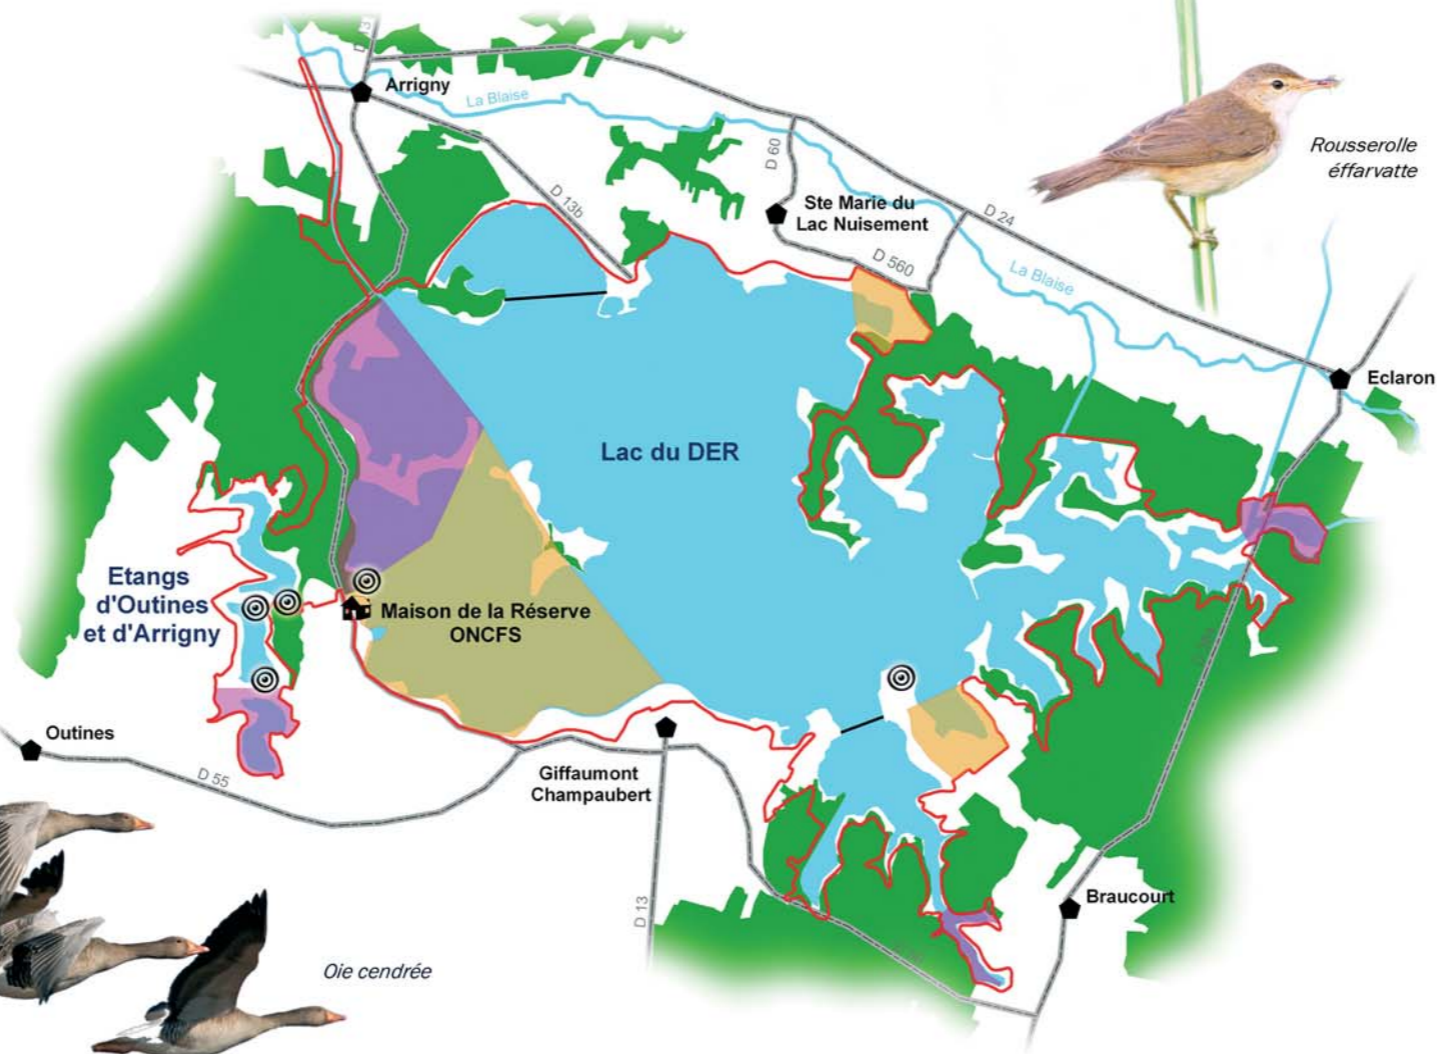 D 13
Arrigny
La Blaise
D 60
Rousserolle
éffarvatte
D 13b
Ste Marie du
Lac Nuisement
D 24
D 560
La Blaise
Eclaron
Lac du DER
Etangs
d'Outines
et d'Arrigny
Maison de la Réserve
ONCFS
Outines
D 55
Giffaumont
Champaubert
D 13
Braucourt
Oie cendrée